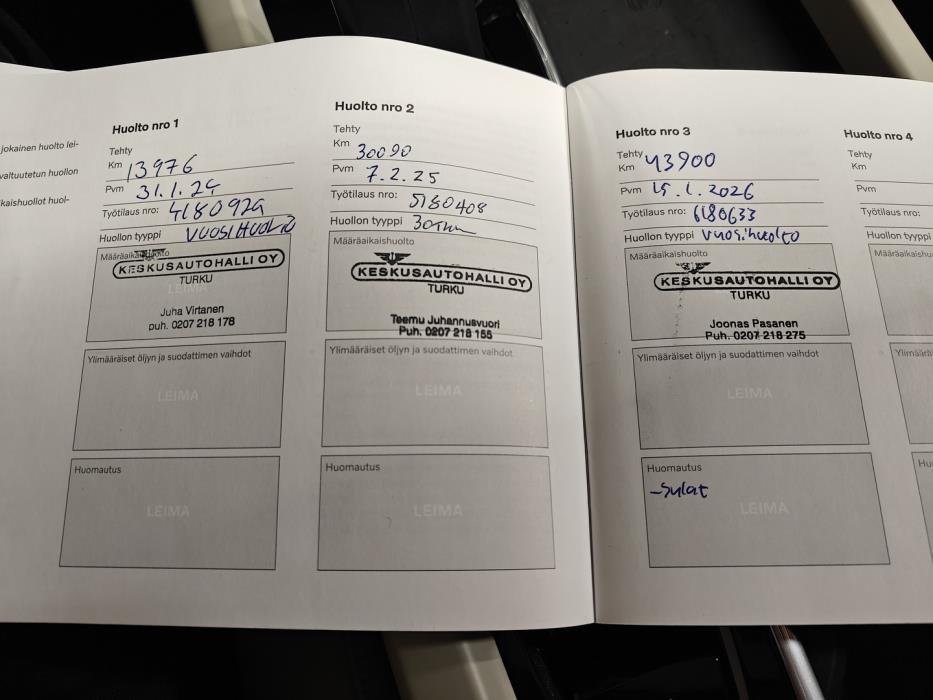 jokainen huolto lei-
valtuutetun huollon
kaishuollot huol-
Huolto nro 1
Tehty
Km 13976
Pvm 31.1.24
Työtilaus nro: 4180929
Huollon tyyppi VUOSIHUOLTO
Määräaikaishuolto
KESKUSAUTOHALLI OY
TURKU
LEIMA
Juha Virtanen
puh. 0207 218 178
Ylimääräiset öljyn ja suodattimen vaihdot
LEIMA
Huomautus
LEIMA
Huolto nro 2
Tehty
Km 30090
Pvm 7.2.25
Työtilaus nro: 5180408
Huollon tyyppi 30tkm
Määräaikaishuolto
KESKUSAUTOHALLI OY
TURKU
Teemu Juhannusvuori
Puh. 0207 218 165
Ylimääräiset öljyn ja suodattimen vaihdot
LEIMA
Huomautus
LEIMA
Huolto nro 3
Tehty
Km 43900
Pvm 15.1.2026
Työtilaus nro: 6180633
Huollon tyyppi Vuosihuolto
Määräaikaishuolto
KESKUSAUTOHALLI OY
TURKU
Joonas Pasanen
Puh. 0207 218 275
Ylimääräiset öljyn ja suodattimen vaihdot
LEIMA
Huomautus
-Sulat
LEIMA
Huolto nro 4
Tehty
Km
Pvm
Työtilaus nro:
Huollon tyyppi
Määräaikaishu
Ylimäärä
Hu